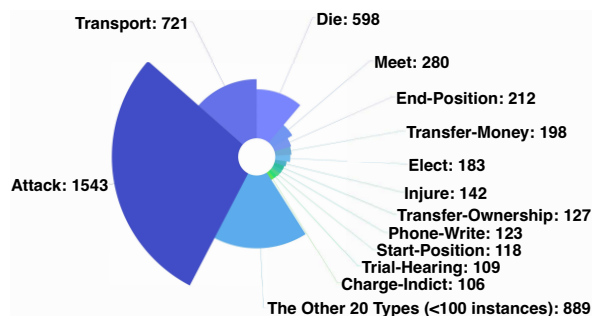 Transport: 721
Die: 598
Meet: 280
End-Position: 212
Transfer-Money: 198
Elect: 183
Attack: 1543
Injure: 142
Transfer-Ownership: 127
Phone-Write: 123
Start-Position: 118
Trial-Hearing: 109
Charge-Indict: 106
The Other 20 Types (<100 instances): 889